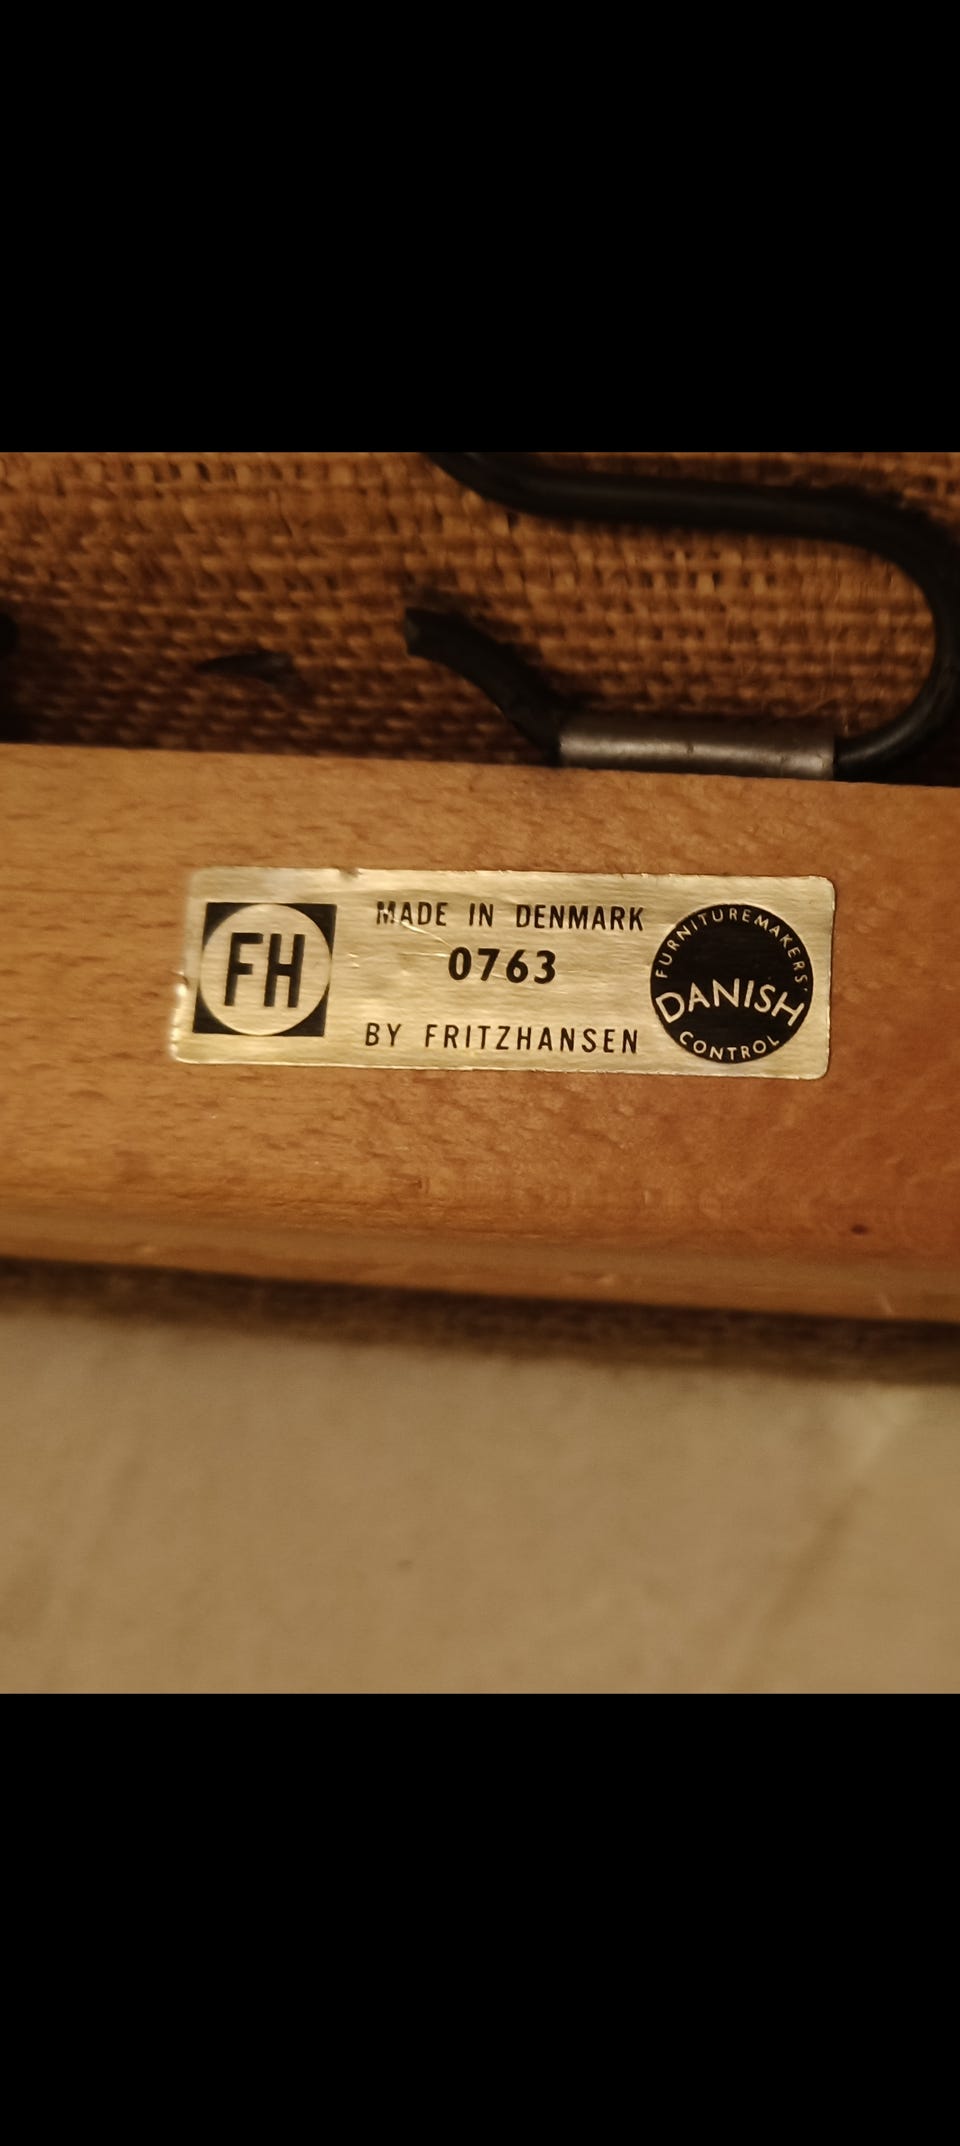 FH
MADE IN DENMARK
0763
BY FRITZHANSEN
FURNITUREMAKERS'
DANISH
CONTROL